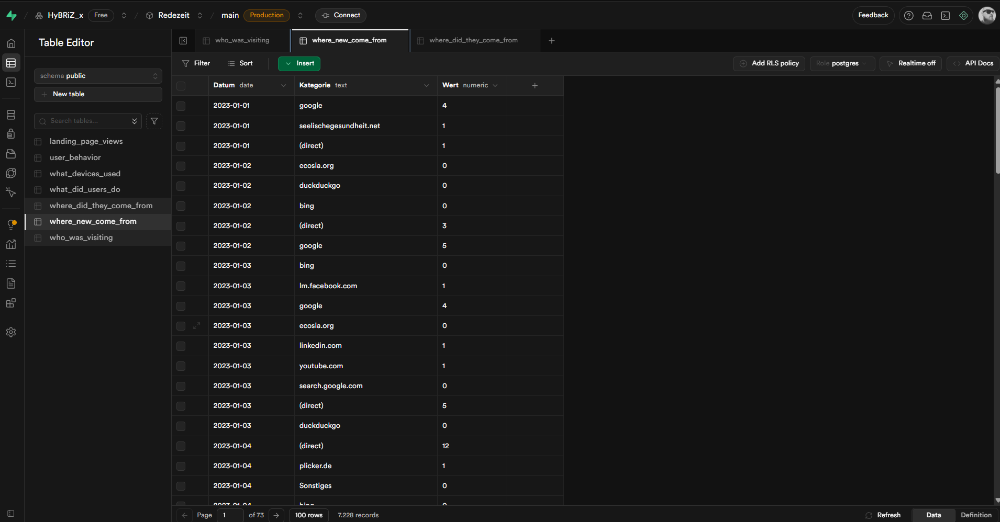 HyBRiZ_x Free / Redezeit / main Production Connect Feedback
Table Editor
who_was_visiting where_new_come_from where_did_they_come_from
Filter Sort Insert Add RLS policy Role postgres Realtime off API Docs
schema public
New table
Search tables...
landing_page_views
user_behavior
what_devices_used
what_did_users_do
where_did_they_come_from
where_new_come_from
who_was_visiting
Datum date Kategorie text Wert numeric
2023-01-01 google 4
2023-01-01 seelischegesundheit.net 1
2023-01-01 (direct) 1
2023-01-02 ecosia.org 0
2023-01-02 duckduckgo 0
2023-01-02 bing 0
2023-01-02 (direct) 3
2023-01-02 google 5
2023-01-03 bing 0
2023-01-03 lm.facebook.com 1
2023-01-03 google 4
2023-01-03 ecosia.org 0
2023-01-03 linkedin.com 1
2023-01-03 youtube.com 1
2023-01-03 search.google.com 0
2023-01-03 (direct) 5
2023-01-03 duckduckgo 0
2023-01-04 (direct) 12
2023-01-04 plicker.de 1
2023-01-04 Sonstiges 0
2023-01-04 bing 0
Page 1 of 73 100 rows 7.228 records Refresh Data Definition